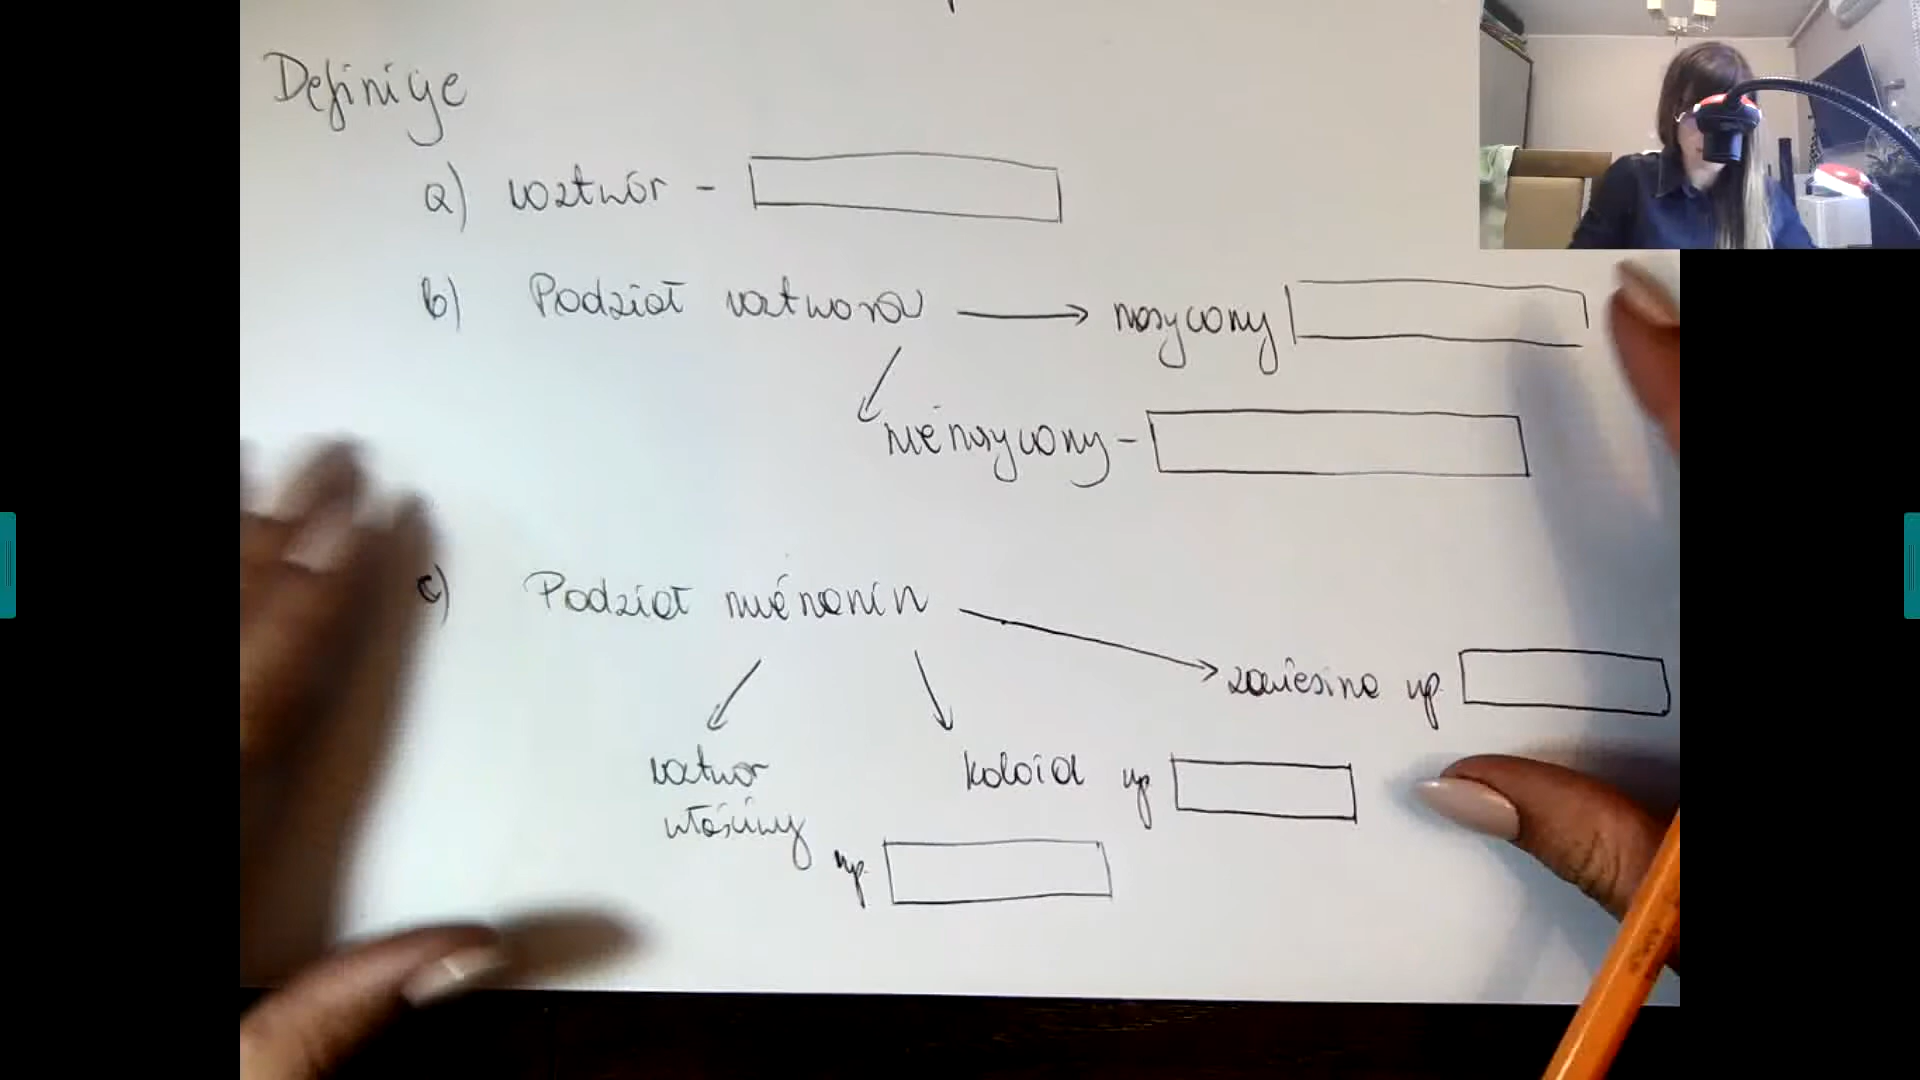 Definicje
a) roztwór -
b) Podział roztworu → nasycony
nienasycony -
c) Podział mieszanin
zawiesina np.
roztwór właściwy np.
koloid np